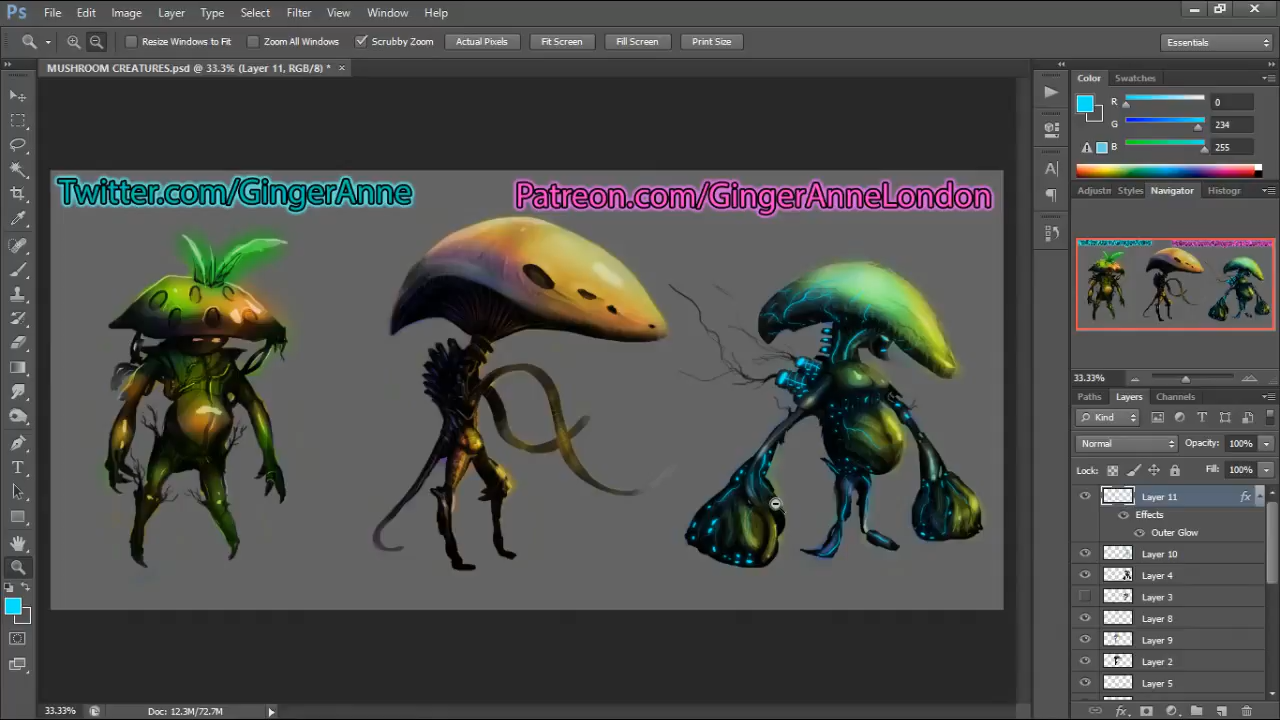 Ps File Edit Image Layer Type Select Filter View Window Help
Resize Windows to Fit Zoom All Windows Scrubby Zoom Actual Pixels Fit Screen Fill Screen Print Size Essentials
MUSHROOM CREATURES.psd @ 33.3% (Layer 11, RGB/8) *
Color Swatches
R 0
G 234
B 255
Adjustm Styles Navigator Histogr
Twitter.com/GingerAnne
Patreon.com/GingerAnneLondon
33.33%
Paths Layers Channels
Kind
Normal Opacity: 100%
Lock: Fill: 100%
Layer 11 fx
Effects
Outer Glow
Layer 10
Layer 4
Layer 3
Layer 8
Layer 9
Layer 2
Layer 5
33.33% Doc: 12.3M/72.7M